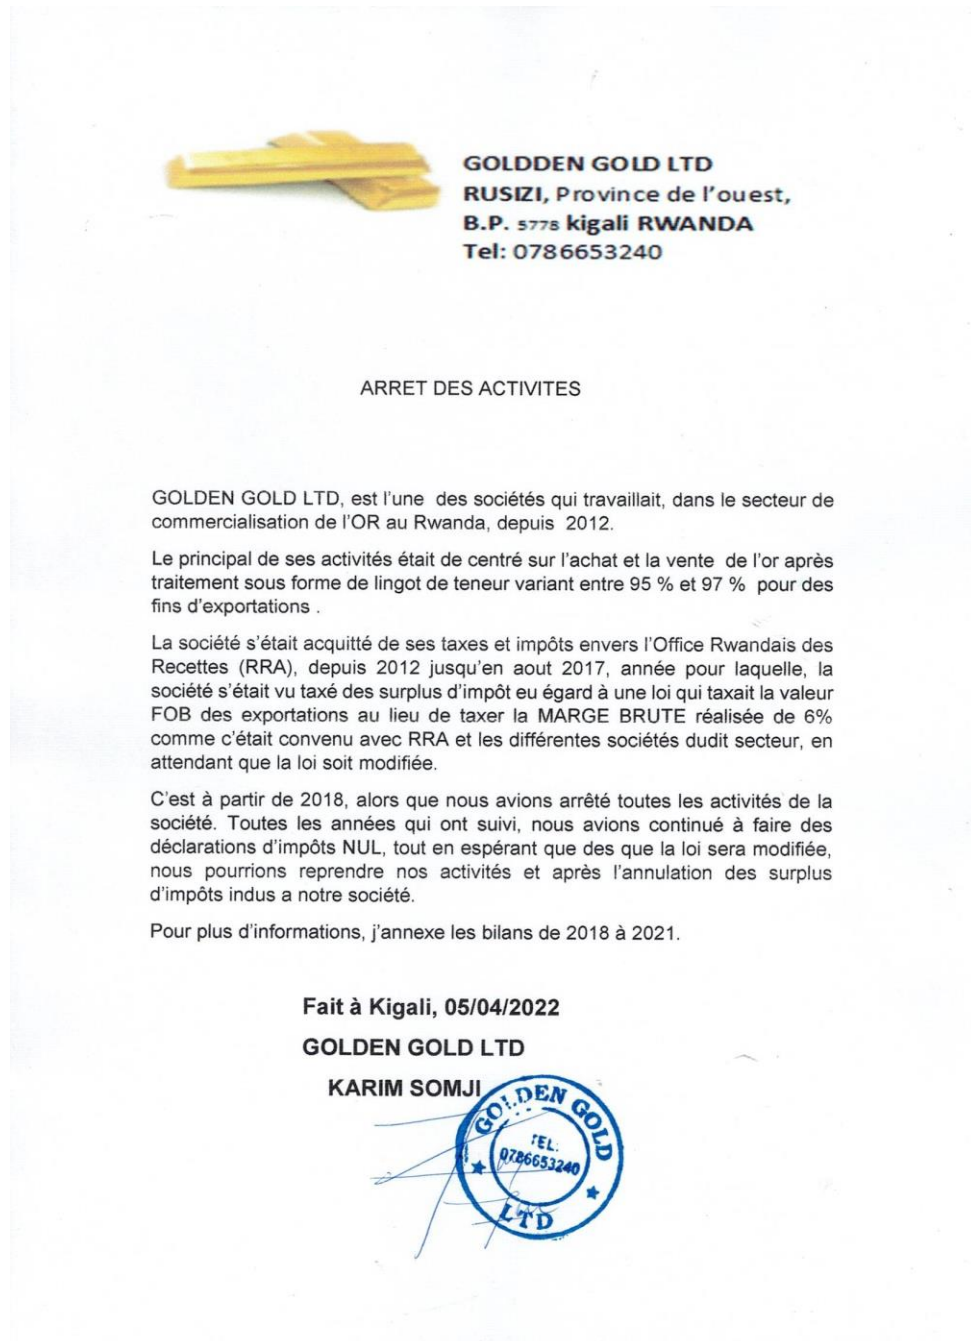 GOLDDEN GOLD LTD
RUSIZI, Province de l'ouest,
B.P. 5778 kigali RWANDA
Tel: 0786653240
ARRET DES ACTIVITES
GOLDEN GOLD LTD, est l'une des sociétés qui travaillait, dans le secteur de
commercialisation de l'OR au Rwanda, depuis 2012.
Le principal de ses activités était de centré sur l'achat et la vente de l'or après
traitement sous forme de lingot de teneur variant entre 95 % et 97 % pour des
fins d'exportations .
La société s'était acquitté de ses taxes et impôts envers l'Office Rwandais des
Recettes (RRA), depuis 2012 jusqu'en aout 2017, année pour laquelle, la
société s'était vu taxé des surplus d'impôt eu égard à une loi qui taxait la valeur
FOB des exportations au lieu de taxer la MARGE BRUTE réalisée de 6%
comme c'était convenu avec RRA et les différentes sociétés dudit secteur, en
attendant que la loi soit modifiée.
C'est à partir de 2018, alors que nous avions arrêté toutes les activités de la
société. Toutes les années qui ont suivi, nous avions continué à faire des
déclarations d'impôts NUL, tout en espérant que des que la loi sera modifiée,
nous pourrions reprendre nos activités et après l'annulation des surplus
d'impôts indus a notre société.
Pour plus d'informations, j'annexe les bilans de 2018 à 2021.
Fait à Kigali, 05/04/2022
GOLDEN GOLD LTD
KARIM SOMJI
GOLDEN GOLD
TEL:
0786653240
LTD